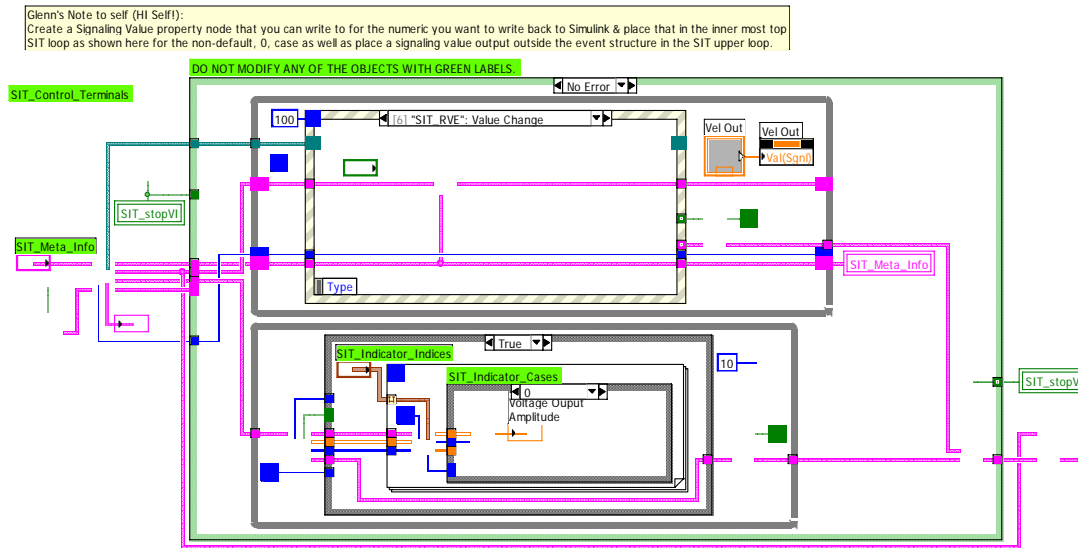 Glenn's Note to self (HI Self!):
Create a Signaling Value property node that you can write to for the numeric you want to write back to Simulink & place that in the inner most top
SIT loop as shown here for the non-default, 0, case as well as place a signaling value output outside the event structure in the SIT upper loop.
DO NOT MODIFY ANY OF THE OBJECTS WITH GREEN LABELS.
No Error
SIT_Control_Terminals
100
[6] "SIT_RVE": Value Change
Vel Out
Vel Out
Val(Sgnl)
SIT_stopVI
SIT_Meta_Info
SIT_Meta_Info
Type
True
SIT_Indicator_Indices
10
SIT_Indicator_Cases
0
Voltage Ouput
Amplitude
SIT_stopV